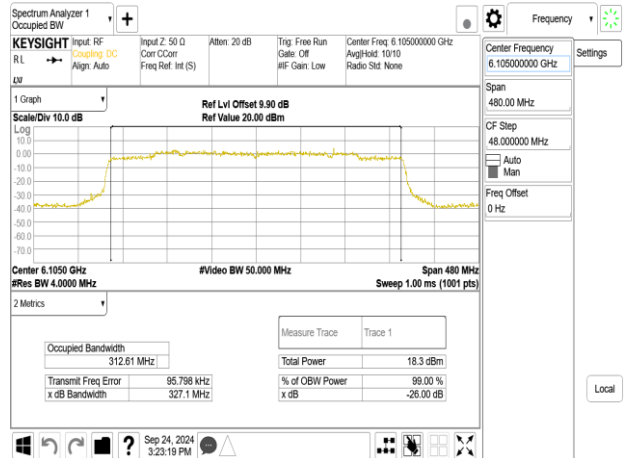 Spectrum Analyzer 1
Occupied BW
+
Frequency
KEYSIGHT
RL
LXI
Input: RF
Coupling: DC
Align: Auto
Input Z: 50 Ω
Corr CCorr
Freq Ref: Int (S)
Atten: 20 dB
Trig: Free Run
Gate: Off
#IF Gain: Low
Center Freq: 6.105000000 GHz
Avg|Hold: 10/10
Radio Std: None
Center Frequency
6.105000000 GHz
Settings
Span
480.00 MHz
CF Step
48.000000 MHz
Auto
Man
Freq Offset
0 Hz
Local
1 Graph
Scale/Div 10.0 dB
Ref Lvl Offset 9.90 dB
Ref Value 20.00 dBm
Log
10.0
0.00
-10.0
-20.0
-30.0
-40.0
-50.0
-60.0
-70.0
Center 6.1050 GHz
#Video BW 50.000 MHz
Span 480 MHz
#Res BW 4.0000 MHz
Sweep 1.00 ms (1001 pts)
2 Metrics
Measure Trace
Trace 1
Occupied Bandwidth
312.61 MHz
Total Power
18.3 dBm
Transmit Freq Error
95.798 kHz
% of OBW Power
99.00 %
x dB Bandwidth
327.1 MHz
x dB
-26.00 dB
?
Sep 24, 2024
3:23:19 PM